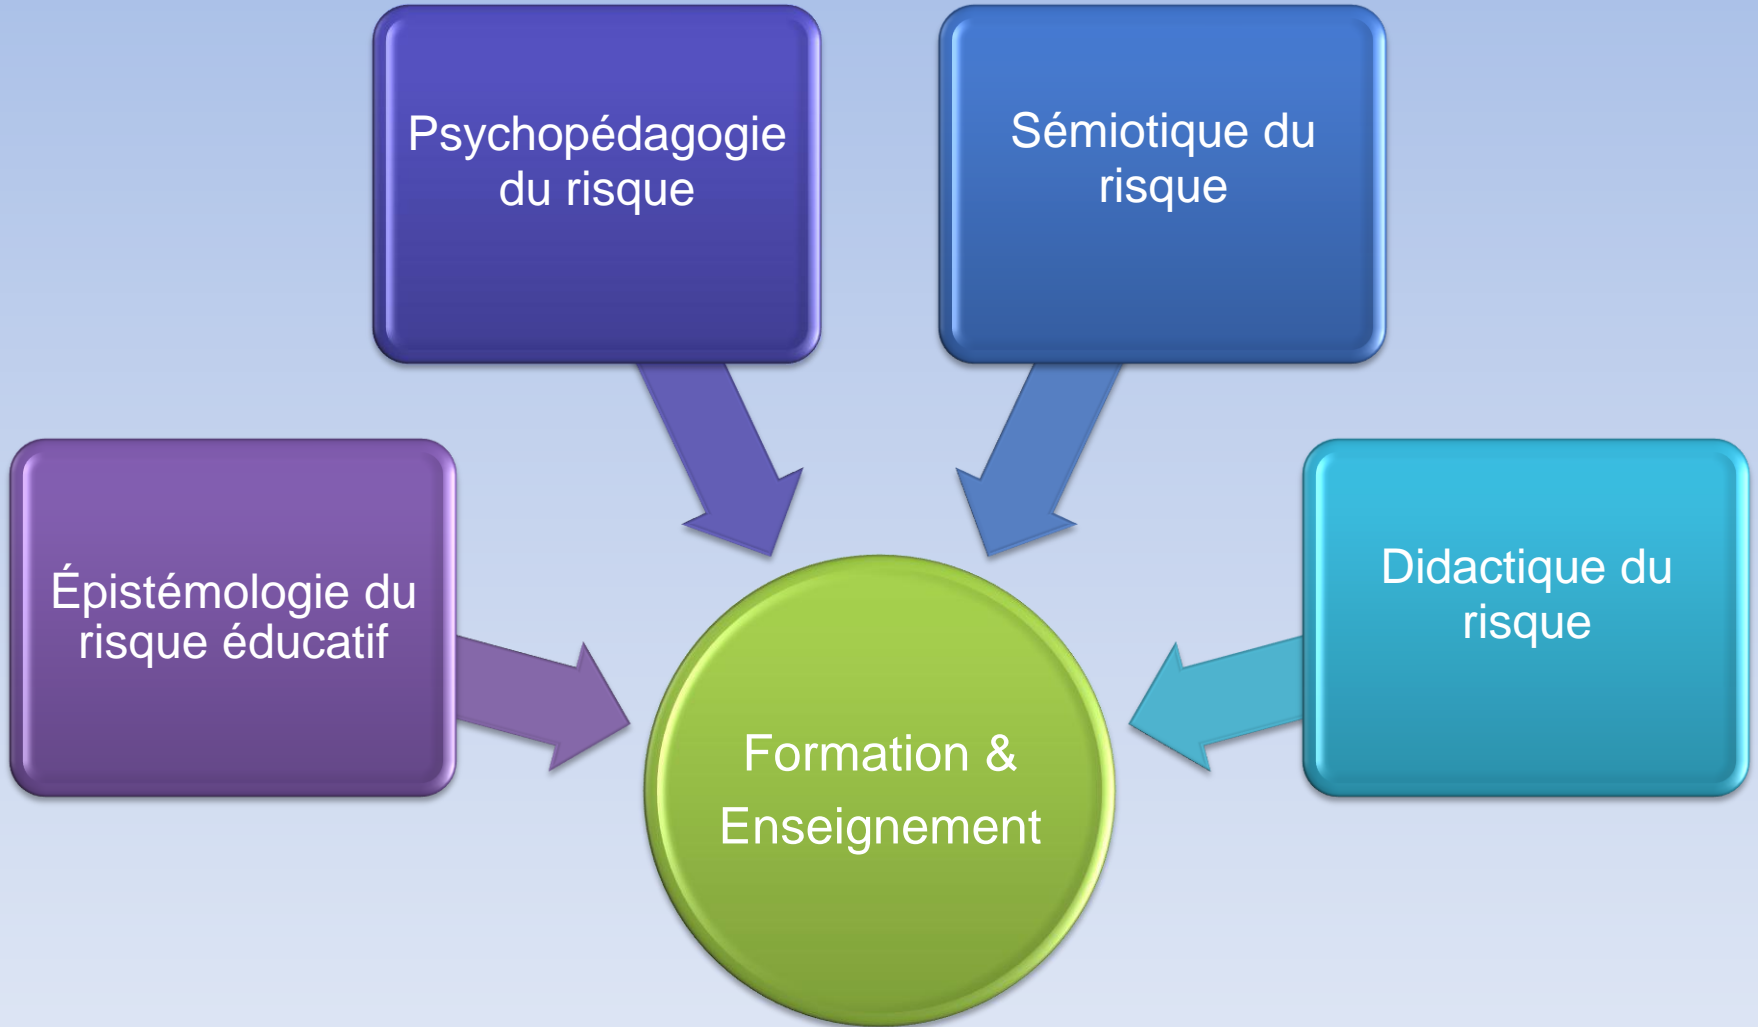 Psychopédagogie
du risque
Sémiotique du
risque
Épistémologie du
risque éducatif
Didactique du
risque
Formation &
Enseignement